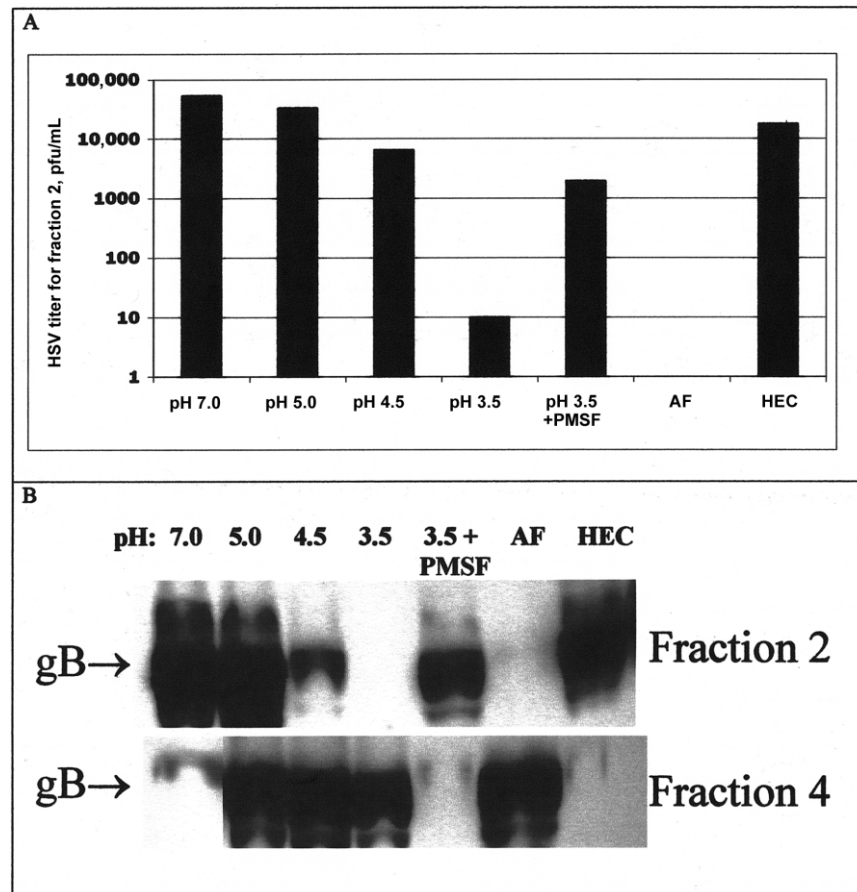 A
HSV titer for fraction 2, pfu/mL
100,000
10,000
1000
100
10
1
pH 7.0 pH 5.0 pH 4.5 pH 3.5 pH 3.5 +PMSF AF HEC
B
pH: 7.0 5.0 4.5 3.5 3.5 + PMSF AF HEC
gB→ Fraction 2
gB→ Fraction 4